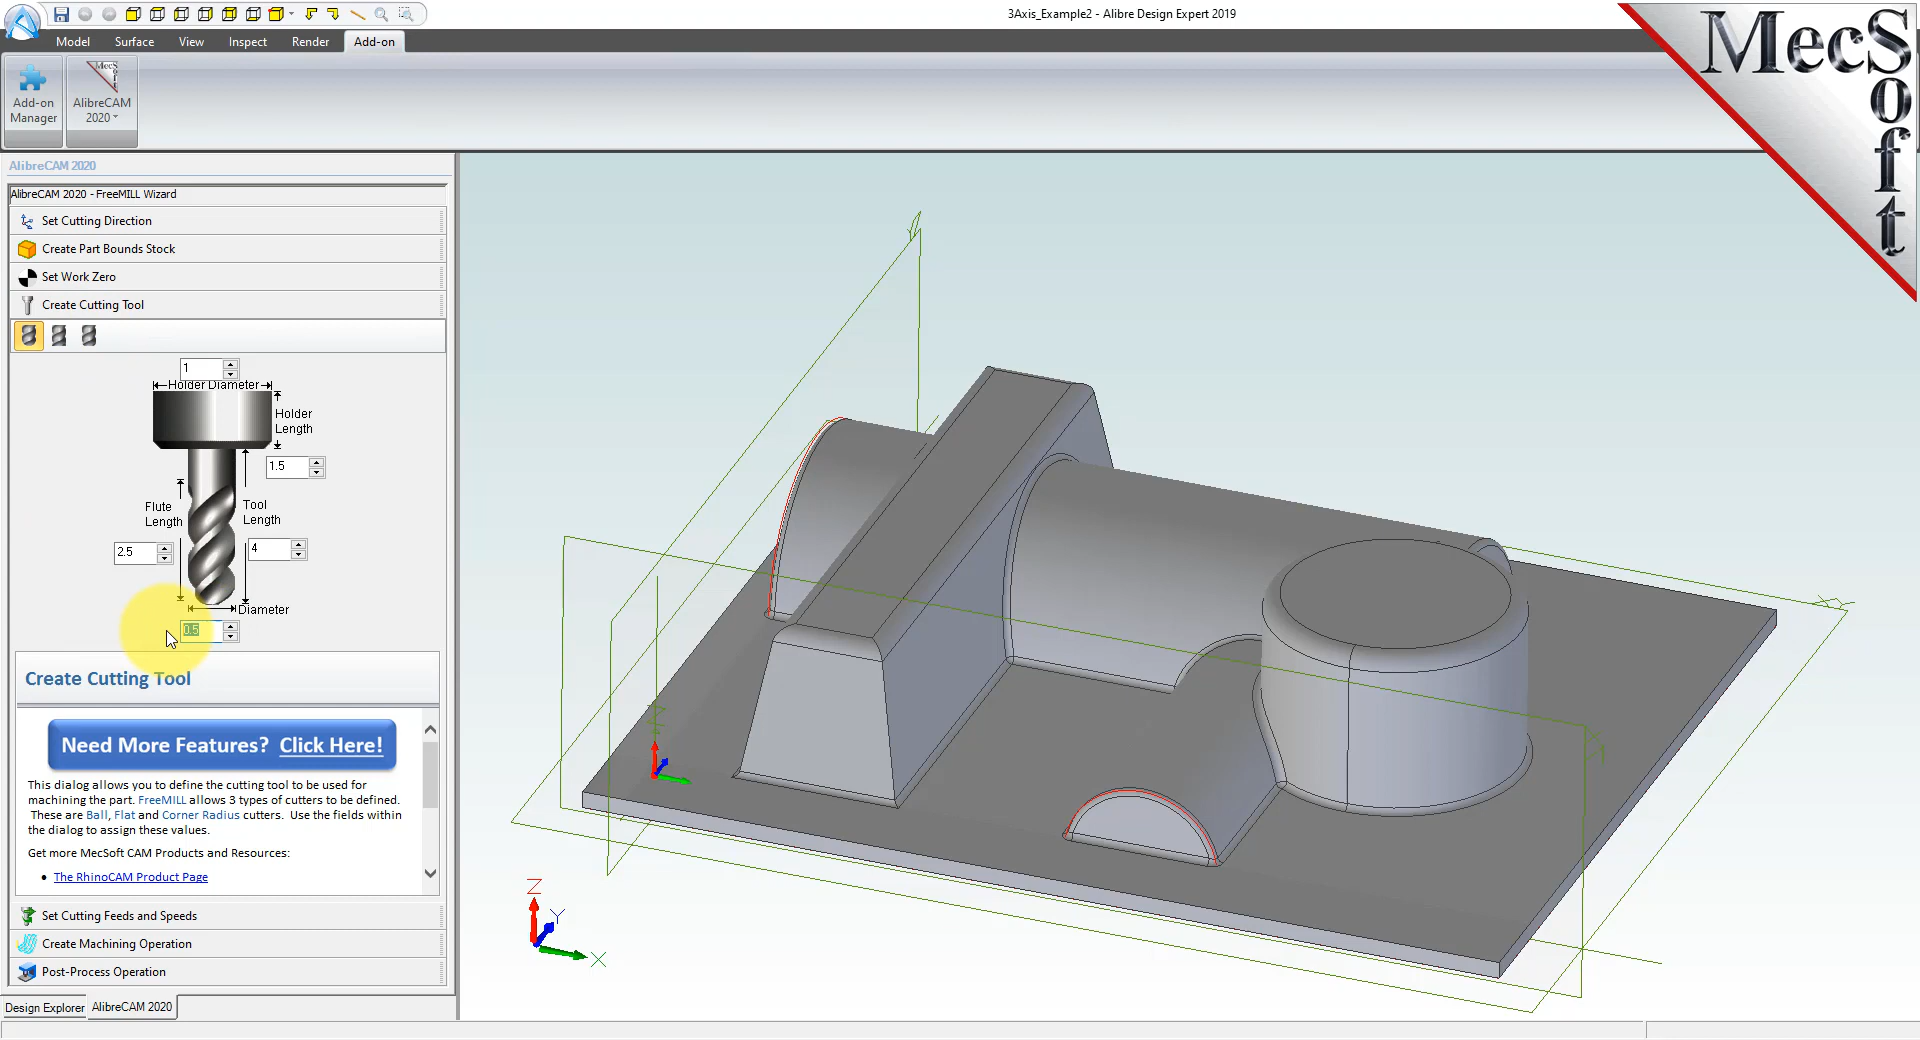 3Axis_Example2 - Alibre Design Expert 2019
Model
Surface
View
Inspect
Render
Add-on
Add-on
Manager
MecSoft
AlibreCAM
2020
MecSoft
AlibreCAM 2020
AlibreCAM 2020 - FreeMILL Wizard
Set Cutting Direction
Create Part Bounds Stock
Set Work Zero
Create Cutting Tool
1
Holder Diameter
Holder
Length
1.5
Flute
Length
Tool
Length
2.5
4
Diameter
0.5
Create Cutting Tool
Need More Features? Click Here!
This dialog allows you to define the cutting tool to be used for
machining the part. FreeMILL allows 3 types of cutters to be defined.
These are Ball, Flat and Corner Radius cutters. Use the fields within
the dialog to assign these values.
Get more MecSoft CAM Products and Resources:
• The RhinoCAM Product Page
Set Cutting Feeds and Speeds
Create Machining Operation
Post-Process Operation
Design Explorer
AlibreCAM 2020
Z
Y
X